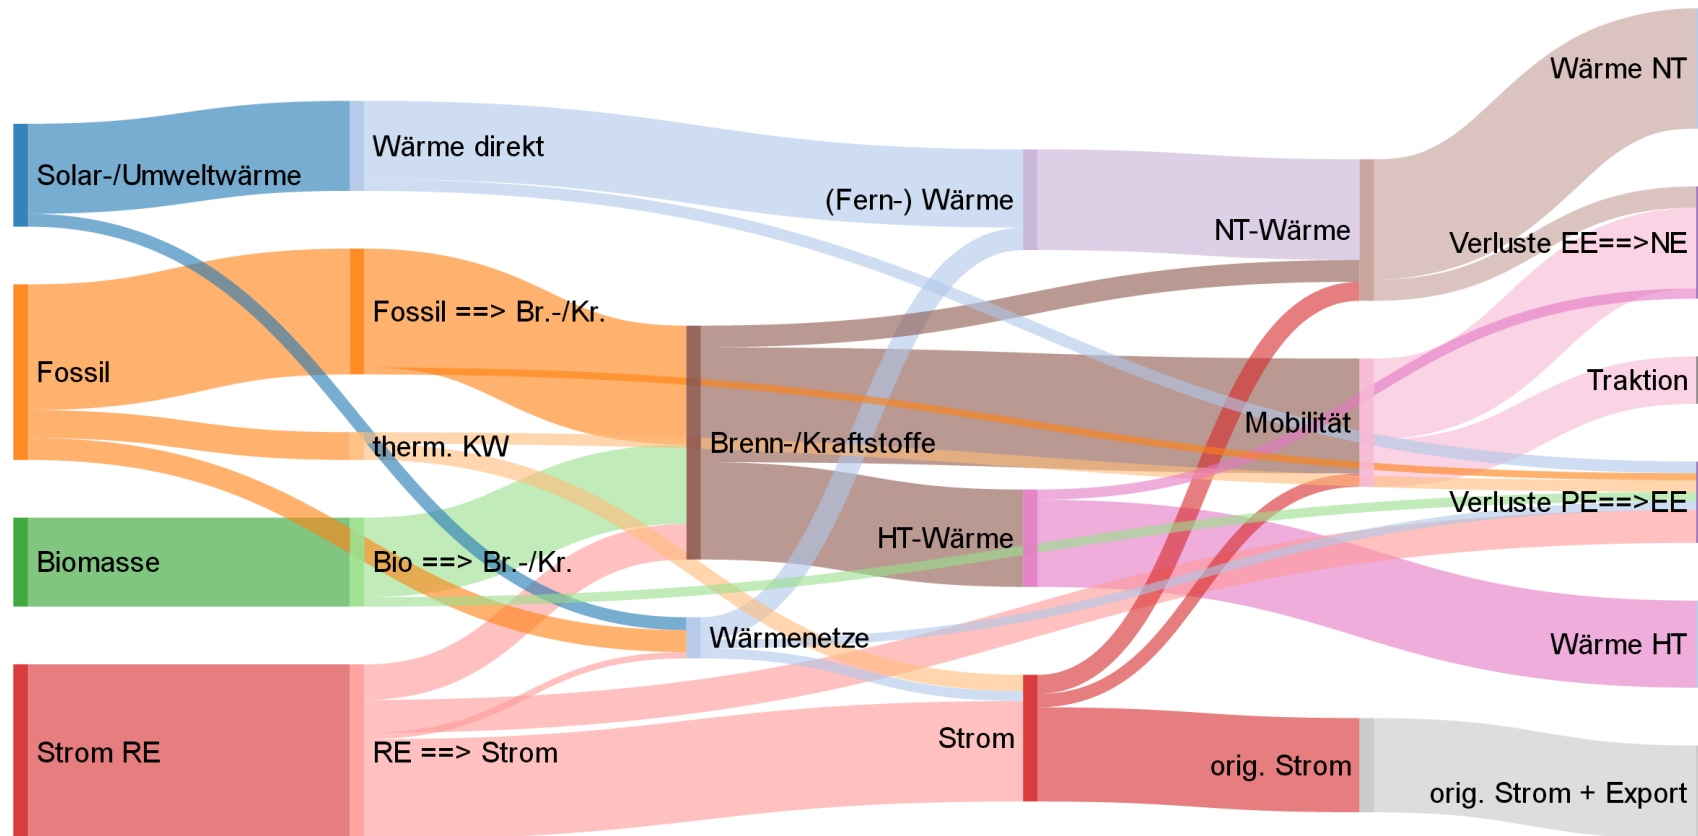 Solar-/Umweltwärme
Fossil
Biomasse
Strom RE
Wärme direkt
Fossil ==> Br.-/Kr.
therm. KW
Bio ==> Br.-/Kr.
RE ==> Strom
Brenn-/Kraftstoffe
Wärmenetze
(Fern-) Wärme
HT-Wärme
Strom
NT-Wärme
Mobilität
orig. Strom
Wärme NT
Verluste EE==>NE
Traktion
Verluste PE==>EE
Wärme HT
orig. Strom + Export